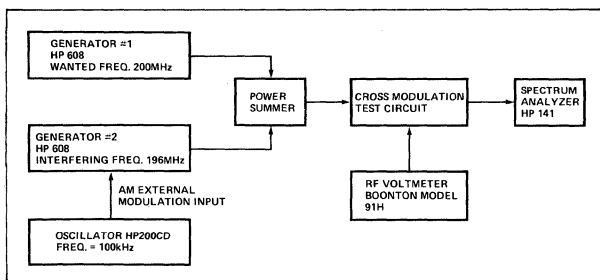 GENERATOR #1
HP 608
WANTED FREQ. 200MHz
POWER
SUMMER
CROSS MODULATION
TEST CIRCUIT
SPECTRUM
ANALYZER
HP 141
GENERATOR #2
HP 608
INTERFERING FREQ. 196MHz
AM EXTERNAL
MODULATION INPUT
RF VOLTMETER
BOONTON MODEL
91H
OSCILLATOR HP200CD
FREQ. = 100kHz